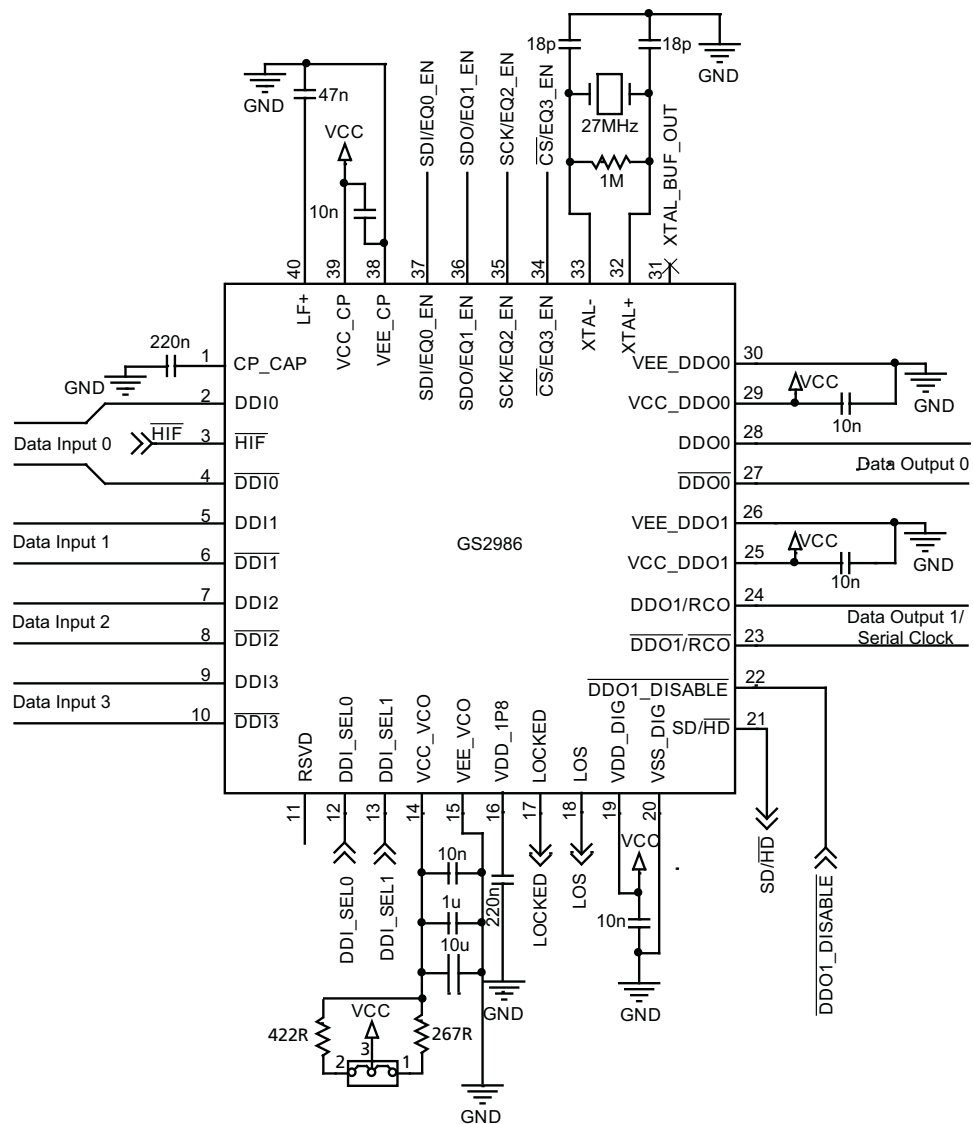 18p
18p
GND
GND
47n
27MHz
VCC
1M
10n
SDI/EQ0_EN
SDO/EQ1_EN
SCK/EQ2_EN
CS/EQ3_EN
XTAL_BUF_OUT
40
39
38
37
36
35
34
33
32
31
LF+
VCC_CP
VEE_CP
SDI/EQ0_EN
SDO/EQ1_EN
SCK/EQ2_EN
CS/EQ3_EN
XTAL-
XTAL+
220n
GND
1 CP_CAP
2 DDI0
Data Input 0
HIF
3 HIF
4 DDI0
5 DDI1
Data Input 1
6 DDI1
7 DDI2
Data Input 2
8 DDI2
9 DDI3
Data Input 3
10 DDI3
GS2986
VEE_DDO0 30
VCC
GND
VCC_DDO0 29
10n
DDO0 28
Data Output 0
DDO0 27
VEE_DDO1 26
VCC
GND
VCC_DDO1 25
10n
DDO1/RCO 24
Data Output 1/
Serial Clock
DDO1/RCO 23
DDO1_DISABLE 22
SD/HD 21
RSVD
DDI_SEL0
DDI_SEL1
VCC_VCO
VEE_VCO
VDD_1P8
LOCKED
LOS
VDD_DIG
VSS_DIG
11
12
13
14
15
16
17
18
19
20
DDI_SEL0
DDI_SEL1
10n
1u
10u
220n
GND
LOCKED
LOS
VCC
10n
GND
SD/HD
DDO1_DISABLE
422R
VCC
267R
2
3
1
GND